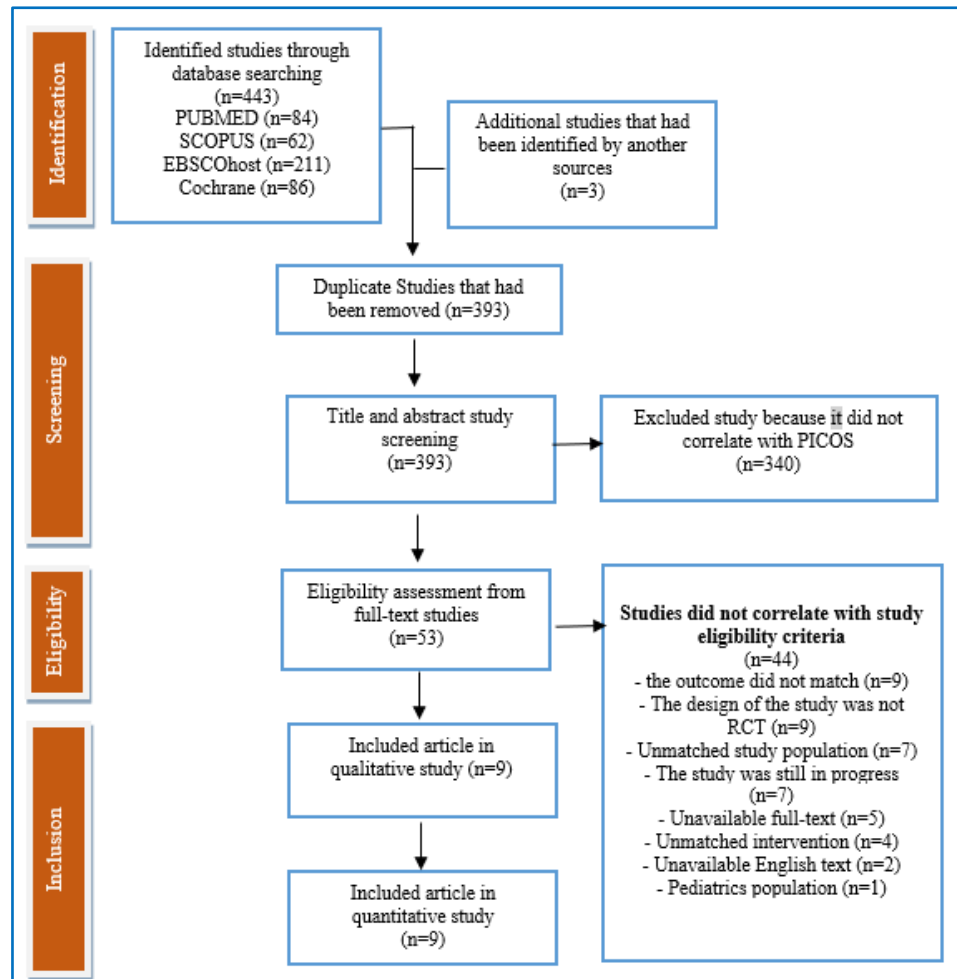 Identification
Identified studies through
database searching
(n=443)
PUBMED (n=84)
SCOPUS (n=62)
EBSCOhost (n=211)
Cochrane (n=86)
Additional studies that had
been identified by another
sources
(n=3)
Screening
Duplicate Studies that had
been removed (n=393)
Title and abstract study
screening
(n=393)
Excluded study because it did not
correlate with PICOS
(n=340)
Eligibility
Eligibility assessment from
full-text studies
(n=53)
Studies did not correlate with study
eligibility criteria
(n=44)
- the outcome did not match (n=9)
- The design of the study was not
RCT (n=9)
- Unmatched study population (n=7)
- The study was still in progress
(n=7)
- Unavailable full-text (n=5)
- Unmatched intervention (n=4)
- Unavailable English text (n=2)
- Pediatrics population (n=1)
Inclusion
Included article in
qualitative study (n=9)
Included article in
quantitative study
(n=9)